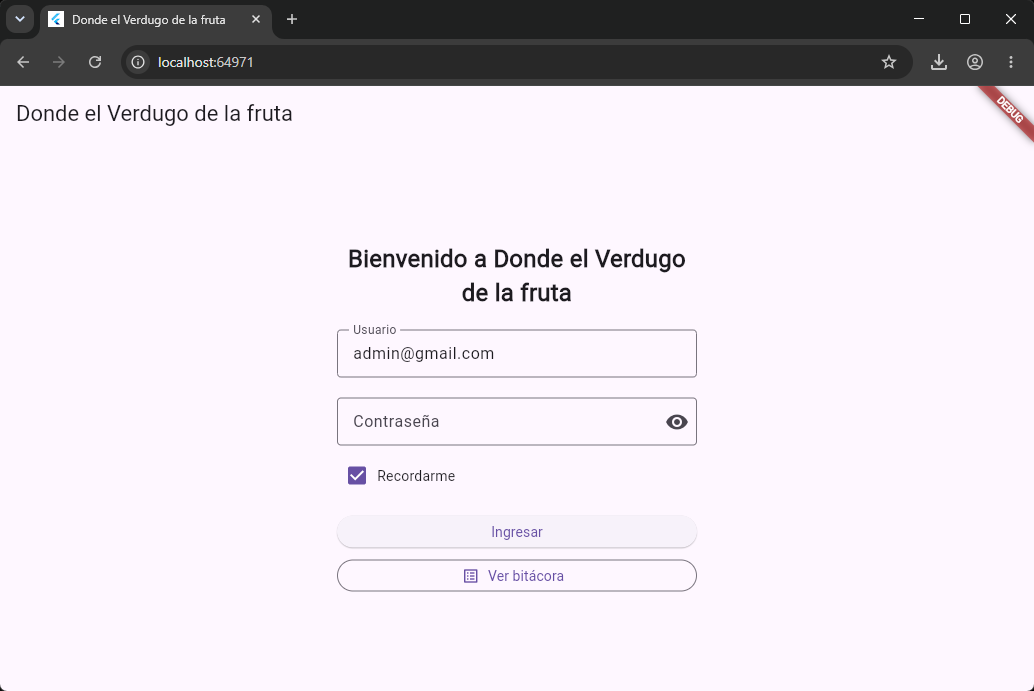 Donde el Verdugo de la fruta
localhost:64971
Donde el Verdugo de la fruta
DEBUG
Bienvenido a Donde el Verdugo
de la fruta
Usuario
admin@gmail.com
Contraseña
Recordarme
Ingresar
Ver bitácora